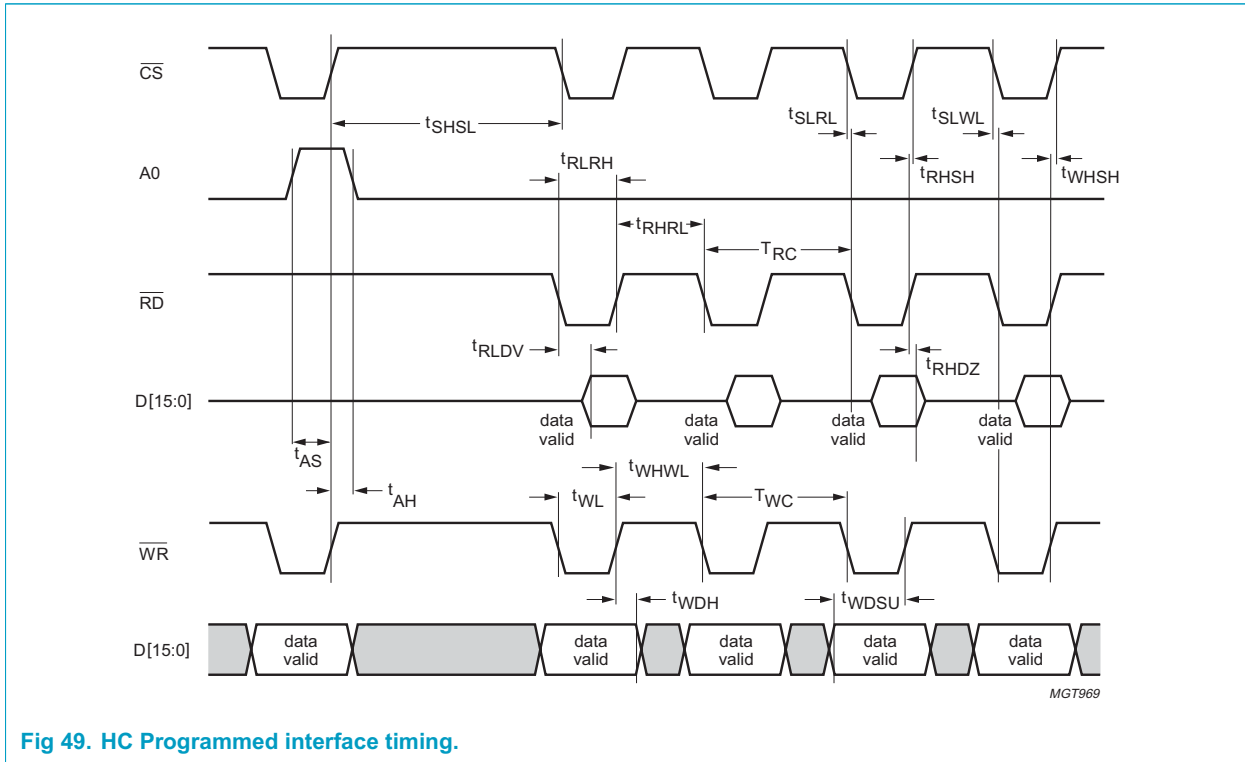 CS
tSHSL
tSLRL
tSLWL
A0
tRLRH
tRHSH
tWHSH
tRHRL
TRC
RD
tRLDV
tRHDZ
D[15:0]
data
valid
data
valid
data
valid
data
valid
tAS
tAH
tWHWL
tWL
TWC
WR
tWDH
tWDSU
D[15:0]
data
valid
data
valid
data
valid
data
valid
data
valid
MGT969
Fig 49. HC Programmed interface timing.